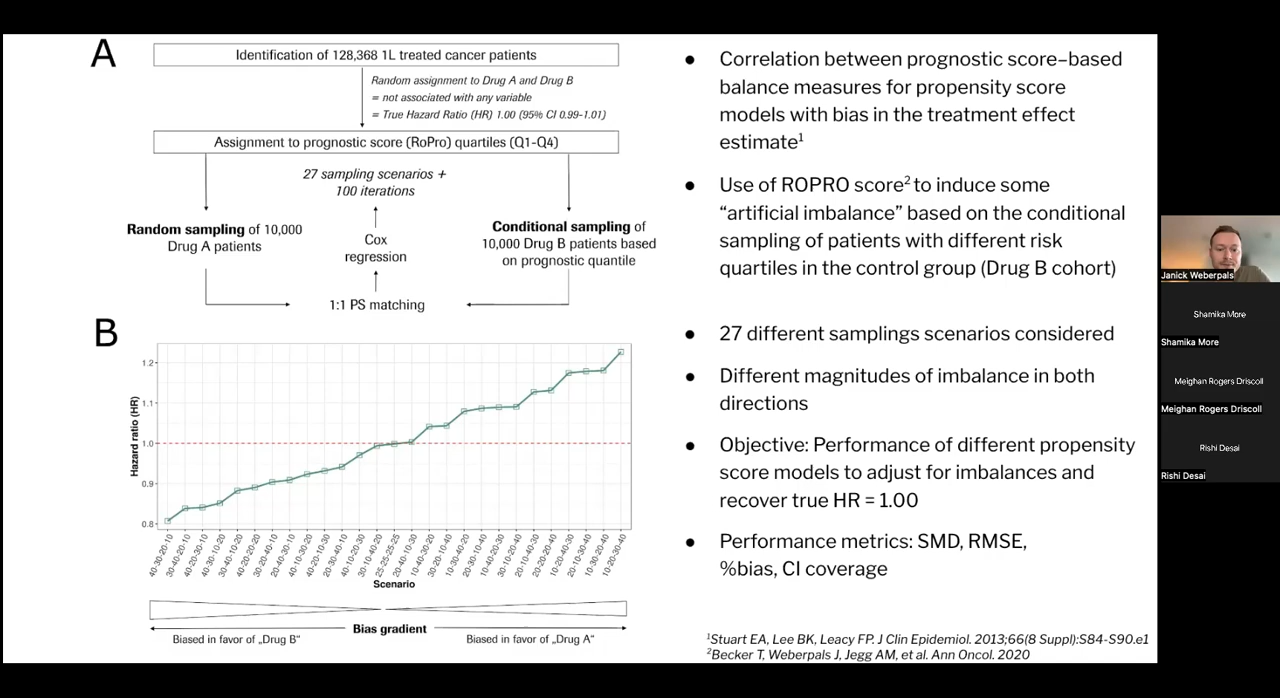 A
Identification of 128,368 1L treated cancer patients
Random assignment to Drug A and Drug B
= not associated with any variable
= True Hazard Ratio (HR) 1.00 (95% CI 0.99-1.01)
Assignment to prognostic score (RoPro) quartiles (Q1-Q4)
27 sampling scenarios +
100 iterations
Random sampling of 10,000
Drug A patients
Cox
regression
Conditional sampling of
10,000 Drug B patients based
on prognostic quantile
1:1 PS matching
B
Hazard ratio (HR)
1.2
1.1
1.0
0.9
0.8
40-30-20-10
30-40-20-10
Scenario
Bias gradient
Biased in favor of „Drug B“
Biased in favor of „Drug A“
● Correlation between prognostic score–based
balance measures for propensity score
models with bias in the treatment effect
estimate¹
● Use of ROPRO score² to induce some
“artificial imbalance” based on the conditional
sampling of patients with different risk
quartiles in the control group (Drug B cohort)
● 27 different samplings scenarios considered
● Different magnitudes of imbalance in both
directions
● Objective: Performance of different propensity
score models to adjust for imbalances and
recover true HR = 1.00
● Performance metrics: SMD, RMSE,
%bias, CI coverage
¹Stuart EA, Lee BK, Leacy FP. J Clin Epidemiol. 2013;66(8 Suppl):S84-S90.e1
²Becker T, Weberpals J, Jegg AM, et al. Ann Oncol. 2020
Janick Weberpals
Shamika More
Shamika More
Meighan Rogers Driscoll
Meighan Rogers Driscoll
Rishi Desai
Rishi Desai